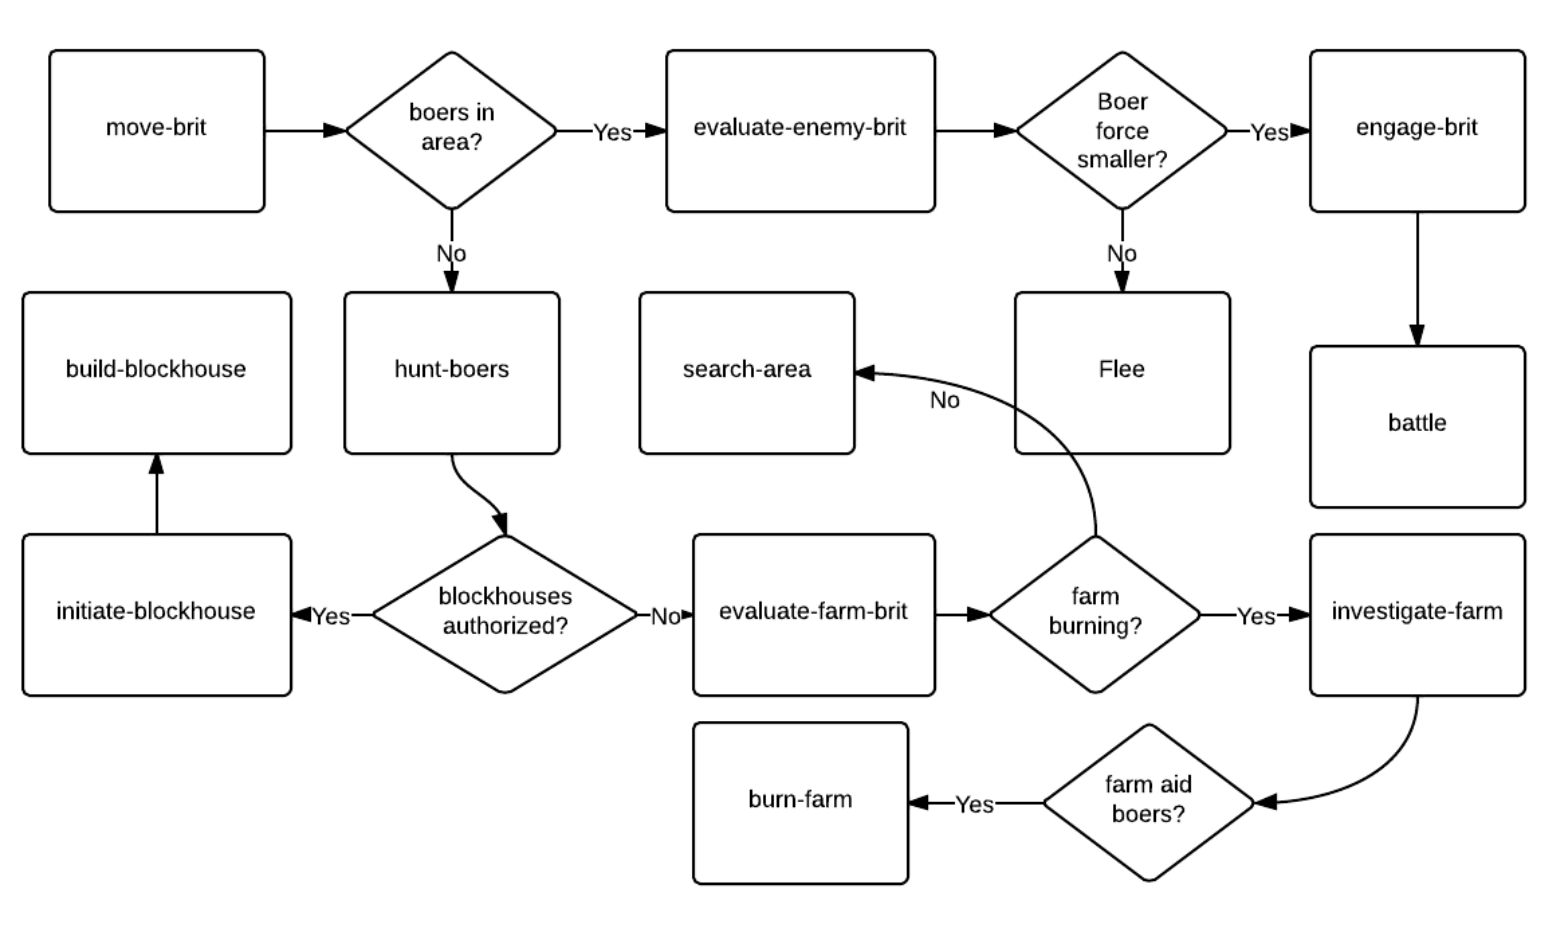 move-brit
boers in
area?
Yes
evaluate-enemy-brit
Boer
force
smaller?
Yes
engage-brit
No
No
build-blockhouse
hunt-boers
search-area
No
Flee
battle
initiate-blockhouse
Yes
blockhouses
authorized?
No
evaluate-farm-brit
farm
burning?
Yes
investigate-farm
burn-farm
Yes
farm aid
boers?